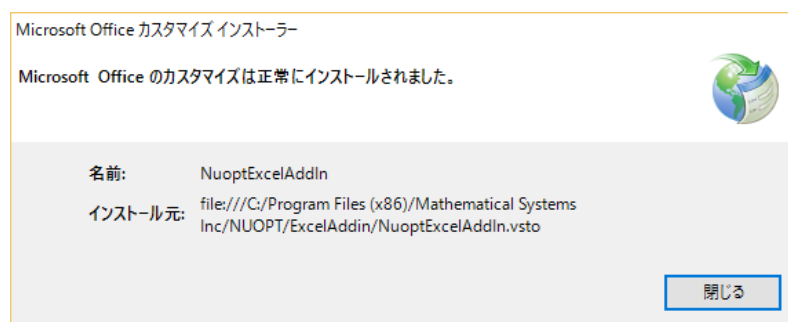 Microsoft Office カスタマイズ インストーラー
Microsoft Office のカスタマイズは正常にインストールされました。
名前: NuoptExcelAddIn
インストール元: file:///C:/Program Files (x86)/Mathematical Systems
Inc/NUOPT/ExcelAddin/NuoptExcelAddIn.vsto
閉じる